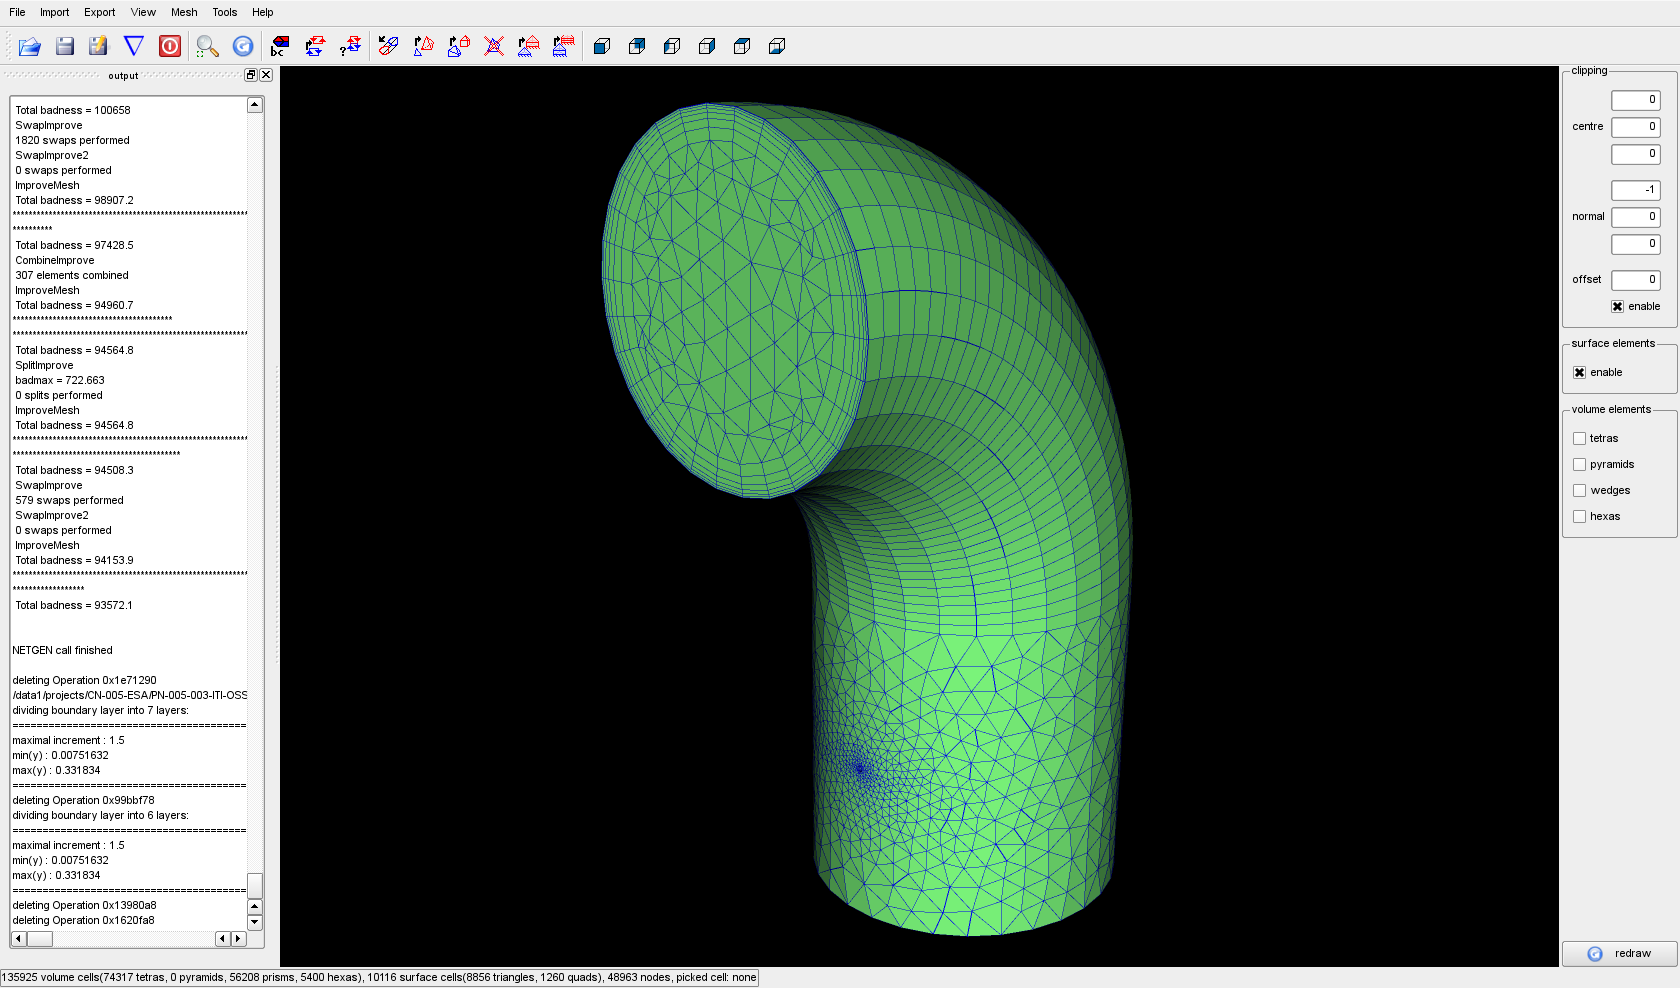 File Import Export View Mesh Tools Help
output
Total badness = 100658
SwapImprove
1820 swaps performed
SwapImprove2
0 swaps performed
ImproveMesh
Total badness = 98907.2
***********************************************************
**********
Total badness = 97428.5
CombineImprove
307 elements combined
ImproveMesh
Total badness = 94960.7
****************************************
***********************************************************
Total badness = 94564.8
SplitImprove
badmax = 722.663
0 splits performed
ImproveMesh
Total badness = 94564.8
***********************************************************
******************************************
Total badness = 94508.3
SwapImprove
579 swaps performed
SwapImprove2
0 swaps performed
ImproveMesh
Total badness = 94153.9
***********************************************************
******************
Total badness = 93572.1
NETGEN call finished
deleting Operation 0x1e71290
/data1/projects/CN-005-ESA/PN-005-003-ITI-OSS
dividing boundary layer into 7 layers:
=======================================
maximal increment : 1.5
min(y) : 0.00751632
max(y) : 0.331834
=======================================
deleting Operation 0x99bbf78
dividing boundary layer into 6 layers:
=======================================
maximal increment : 1.5
min(y) : 0.00751632
max(y) : 0.331834
=======================================
deleting Operation 0x13980a8
deleting Operation 0x1620fa8
bc
?
clipping
0
centre 0
0
-1
normal 0
0
offset 0
enable
surface elements
enable
volume elements
tetras
pyramids
wedges
hexas
redraw
135925 volume cells(74317 tetras, 0 pyramids, 56208 prisms, 5400 hexas), 10116 surface cells(8856 triangles, 1260 quads), 48963 nodes, picked cell: none